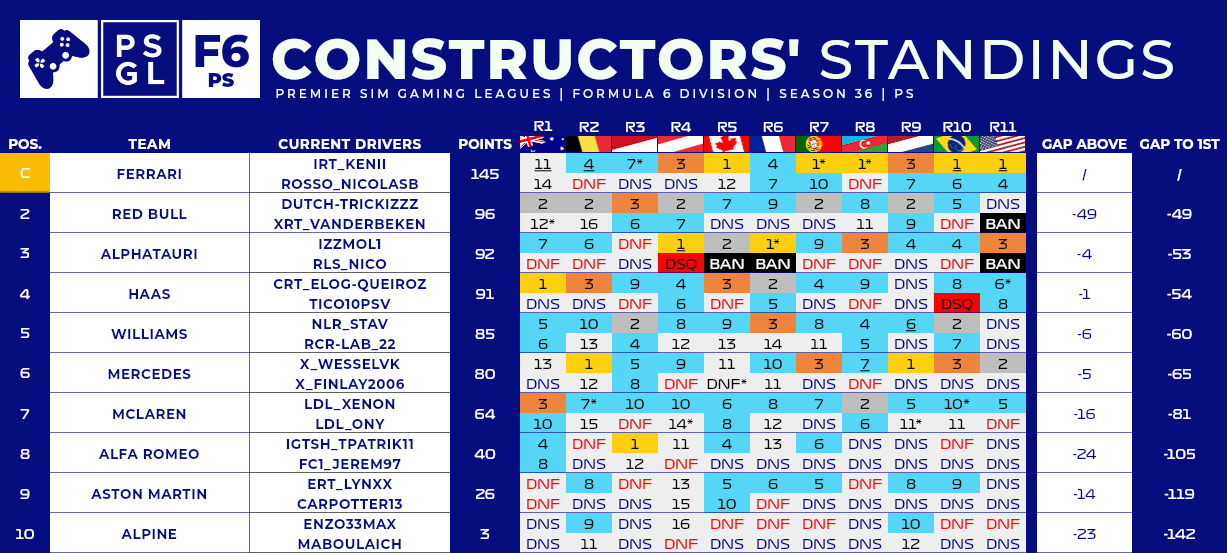 PS
GL
F6
PS
CONSTRUCTORS' STANDINGS
PREMIER SIM GAMING LEAGUES | FORMULA 6 DIVISION | SEASON 36 | PS
R1 R2 R3 R4 R5 R6 R7 R8 R9 R10 R11
POS. TEAM CURRENT DRIVERS POINTS GAP ABOVE GAP TO 1ST
IRT_KENII 11 4 7* 3 1 4 1* 1* 3 1 1
C FERRARI 145 / /
ROSSO_NICOLASB 14 DNF DNS DNS 12 7 10 DNF 7 6 4
DUTCH-TRICKIZZZ 2 2 3 2 7 9 2 8 2 5 DNS
2 RED BULL 96 -49 -49
XRT_VANDERBEKEN 12* 16 6 7 DNS DNS DNS 11 9 DNF BAN
IZZMOL1 7 6 DNF 1 2 1* 9 3 4 4 3
3 ALPHATAURI 92 -4 -53
RLS_NICO DNF DNF DNS DSQ BAN BAN DNF DNF DNS DNF BAN
CRT_ELOG-QUEIROZ 1 3 9 4 3 2 4 9 DNS 8 6*
4 HAAS 91 -1 -54
TICO10PSV DNS DNS DNS 6 DNF 5 DNS DNF DNS DSQ 8
NLR_STAV 5 10 2 8 9 3 8 4 6 2 DNS
5 WILLIAMS 85 -6 -60
RCR-LAB_22 6 13 4 12 13 14 11 5 DNS 7 DNS
X_WESSELVK 13 1 5 9 11 10 3 7 1 3 2
6 MERCEDES 80 -5 -65
X_FINLAY2006 DNS 12 8 DNF DNF* 11 DNS DNF DNS DNS DNS
LDL_XENON 3 7* 10 10 6 8 7 2 5 10* 5
7 MCLAREN 64 -16 -81
LDL_ONY 10 15 DNF 14* 8 12 DNS 6 11* 11 DNF
IGTSH_TPATRIK11 4 DNF 1 11 4 13 6 DNS DNS DNF DNS
8 ALFA ROMEO 40 -24 -105
FC1_JEREM97 8 DNS 12 DNF DNS DNS DNS DNS DNS DNS DNS
ERT_LYNXX DNF 8 DNF 13 5 6 5 DNF 8 9 DNS
9 ASTON MARTIN 26 -14 -119
CARPOTTER13 DNF DNS DNS 15 10 DNF DNS DNS DNS DNS DNS
ENZO33MAX DNS 9 DNS 16 DNF DNF DNF DNS 10 DNF DNF
10 ALPINE 3 -23 -142
MABOULAICH DNS 11 DNS DNF DNS DNS DNS DNS 12 DNS DNS